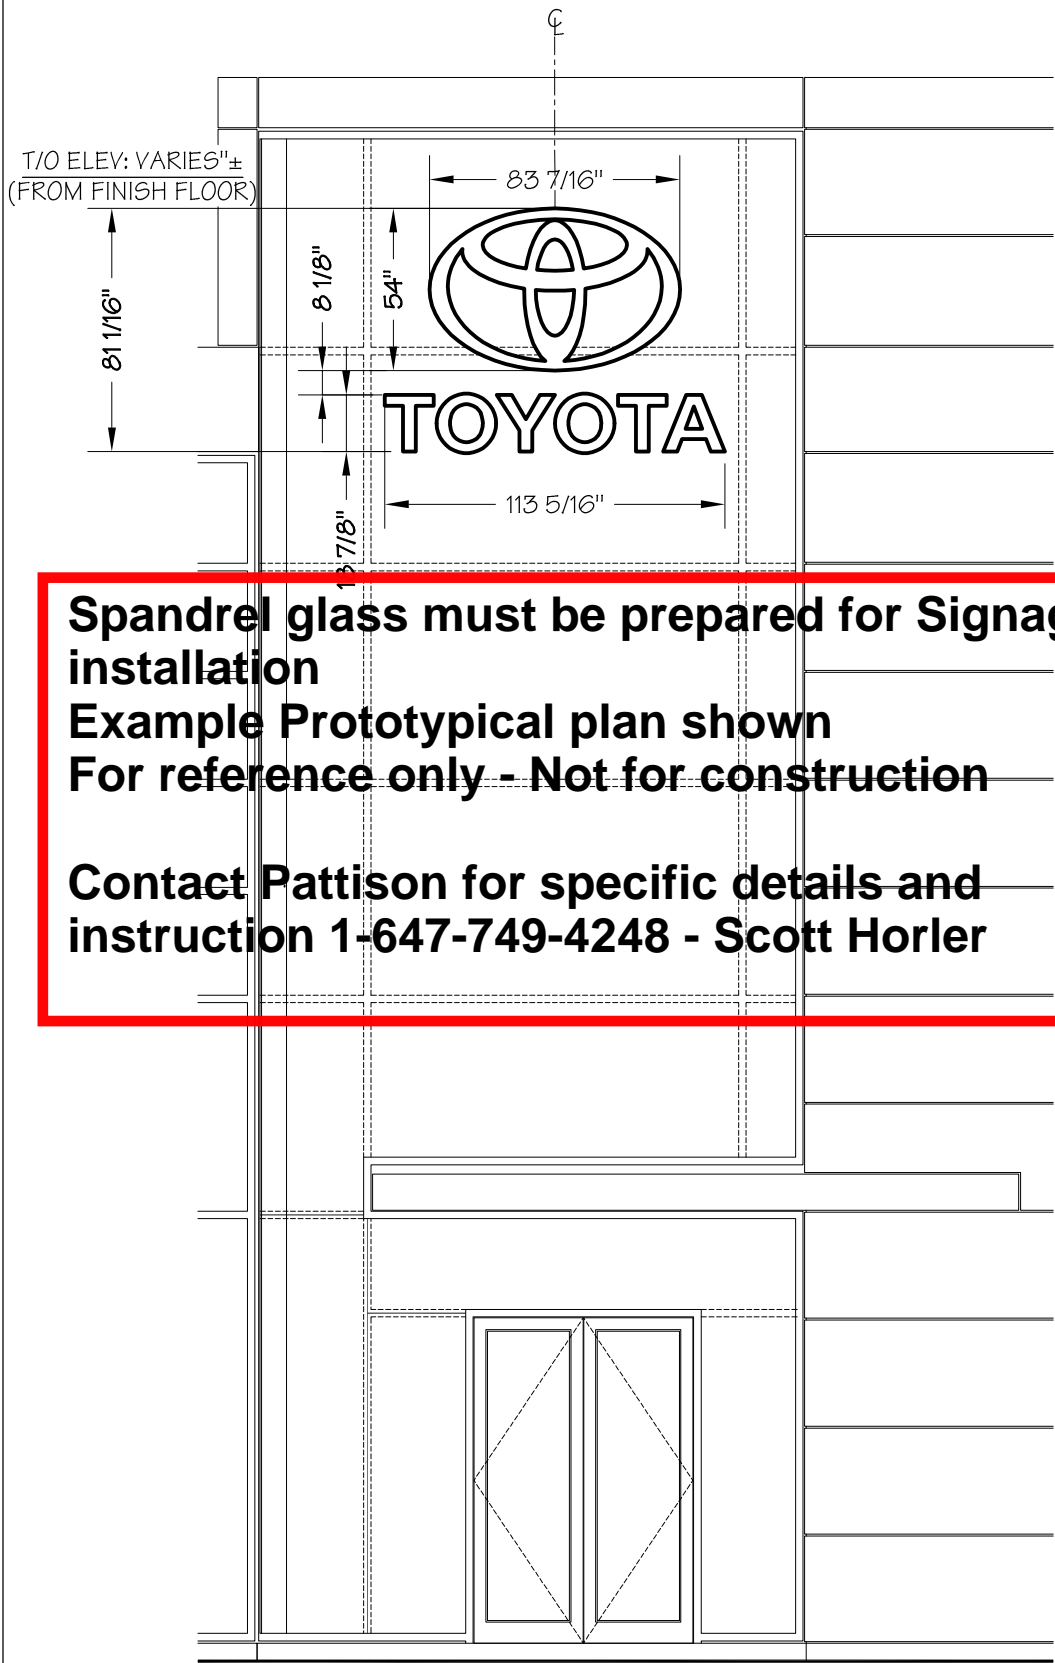 ℄
T/O ELEV: VARIES"±
(FROM FINISH FLOOR)
83 7/16"
81 1/16"
8 1/8"
54"
TOYOTA
113 5/16"
7/8"
Spandrel glass must be prepared for
installation
Example Prototypical plan shown
For reference only - Not for construction
Contact Pattison for specific details and
instruction 1-647-749-4248 - Scott Horler